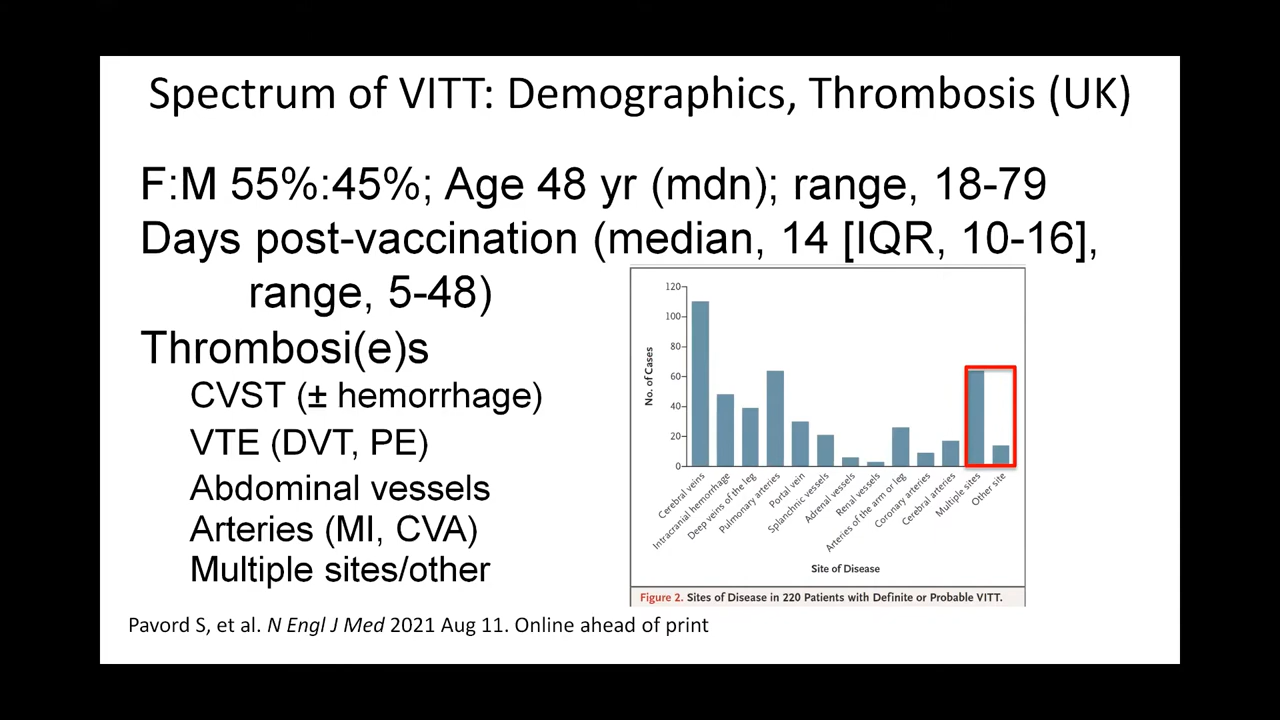 Spectrum of VITT: Demographics, Thrombosis (UK)
F:M 55%:45%; Age 48 yr (mdn); range, 18-79
Days post-vaccination (median, 14 [IQR, 10-16],
range, 5-48)
Thrombosi(e)s
CVST (± hemorrhage)
VTE (DVT, PE)
Abdominal vessels
Arteries (MI, CVA)
Multiple sites/other
120
100
80
60
40
20
0
No. of Cases
Cerebral veins
Intracranial hemorrhage
Deep veins of the leg
Pulmonary arteries
Portal vein
Splanchnic vessels
Adrenal vessels
Renal vessels
Arteries of the arm or leg
Coronary arteries
Cerebral arteries
Multiple sites
Other site
Site of Disease
Figure 2. Sites of Disease in 220 Patients with Definite or Probable VITT.
Pavord S, et al. N Engl J Med 2021 Aug 11. Online ahead of print